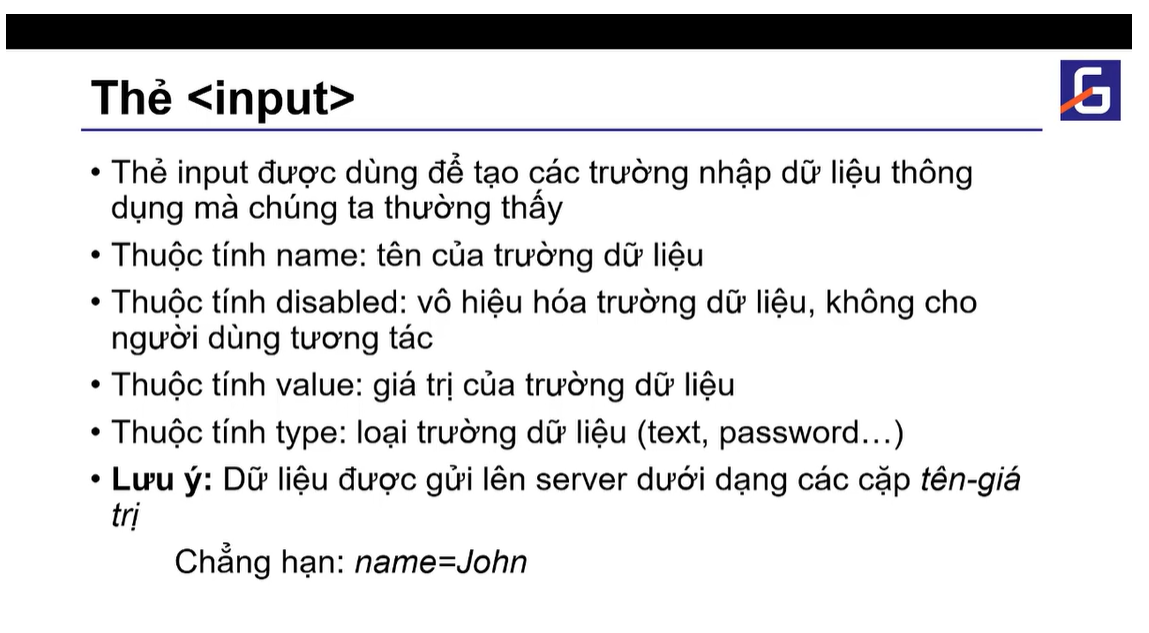 Thẻ <input>
• Thẻ input được dùng để tạo các trường nhập dữ liệu thông
dụng mà chúng ta thường thấy
• Thuộc tính name: tên của trường dữ liệu
• Thuộc tính disabled: vô hiệu hóa trường dữ liệu, không cho
người dùng tương tác
• Thuộc tính value: giá trị của trường dữ liệu
• Thuộc tính type: loại trường dữ liệu (text, password…)
• Lưu ý: Dữ liệu được gửi lên server dưới dạng các cặp tên-giá
trị
Chẳng hạn: name=John